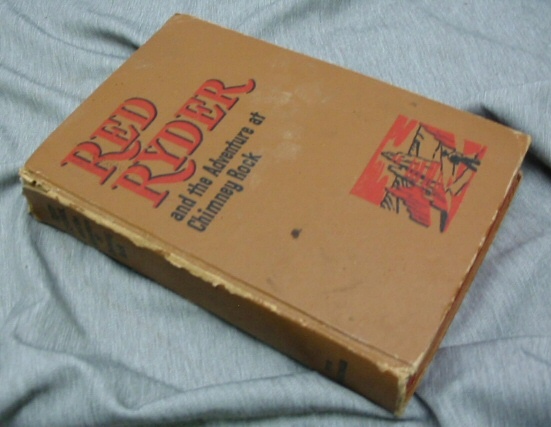 RED
RYDER
and the Adventure at
Chimney Rock